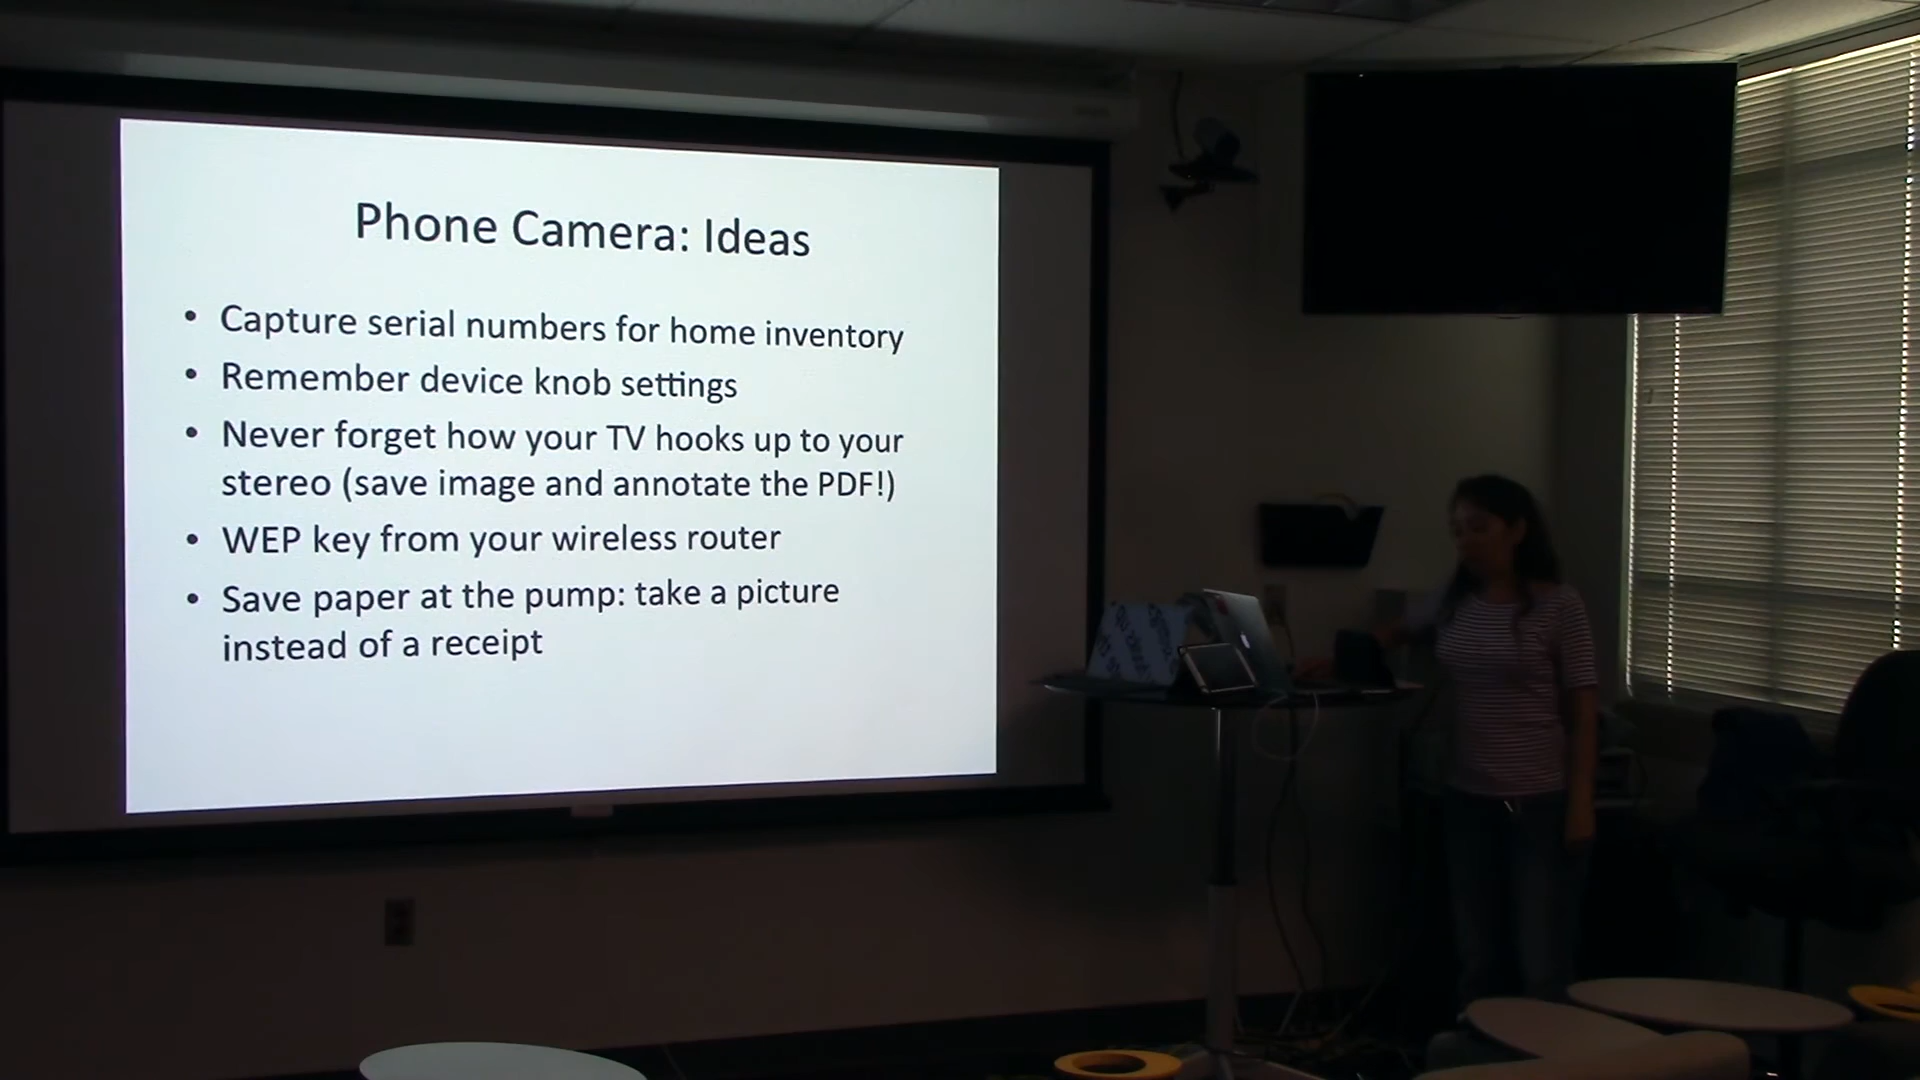 Phone Camera: Ideas
• Capture serial numbers for home inventory
• Remember device knob settings
• Never forget how your TV hooks up to your
stereo (save image and annotate the PDF!)
• WEP key from your wireless router
• Save paper at the pump: take a picture
instead of a receipt